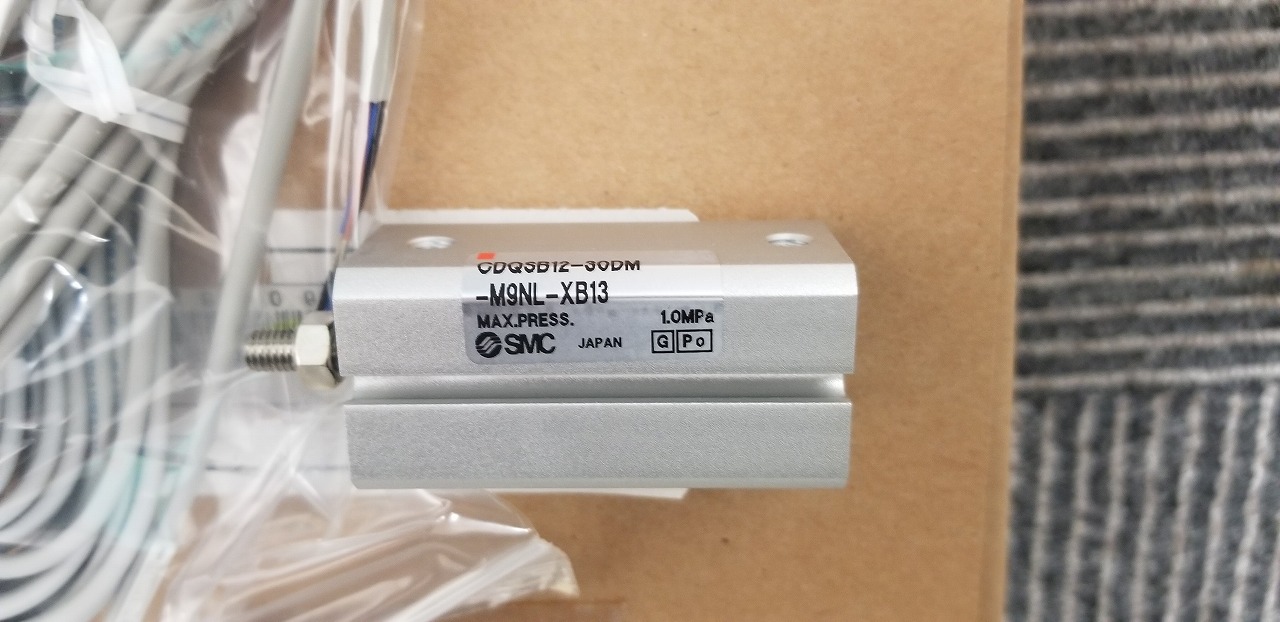 CDQSB12-30DM
-M9NL-XB13
MAX.PRESS. 1.0MPa
SMC JAPAN G Po